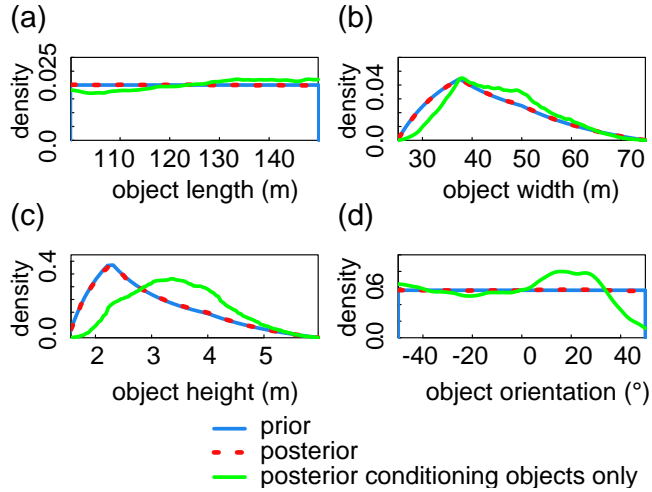 (a)
(b)
density
0.0 0.025
110 120 130 140
object length (m)
density
0.0 0.04
30 40 50 60 70
object width (m)
(c)
(d)
density
0.0 0.4
2 3 4 5
object height (m)
density
0.0 0.6
-40 -20 0 20 40
object orientation (°)
prior
posterior
posterior conditioning objects only